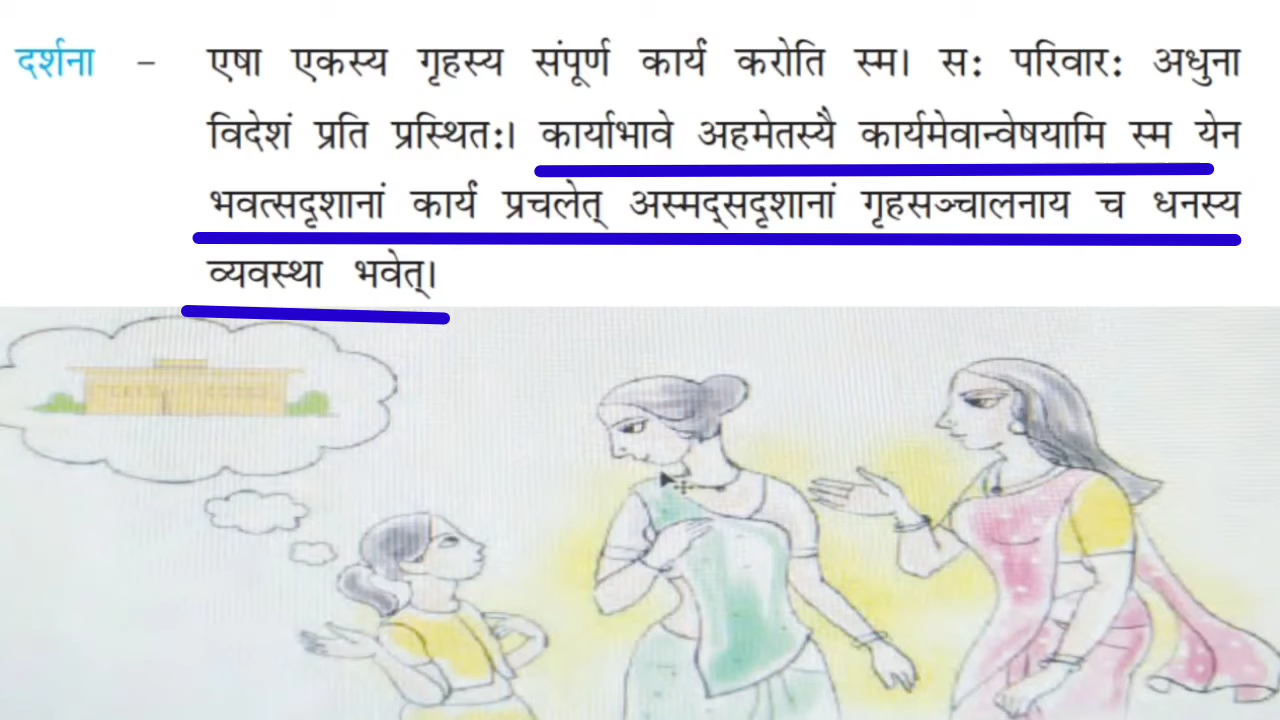 दर्शना - एषा एकस्य गृहस्य संपूर्ण कार्यं करोति स्म। सः परिवारः अधुना
विदेशं प्रति प्रस्थितः। कार्याभावे अहमेतस्यै कार्यमेवान्वेषयामि स्म येन
भवत्सदृशानां कार्यं प्रचलेत् अस्मद्सदृशानां गृहसञ्चालनाय च धनस्य
व्यवस्था भवेत्।